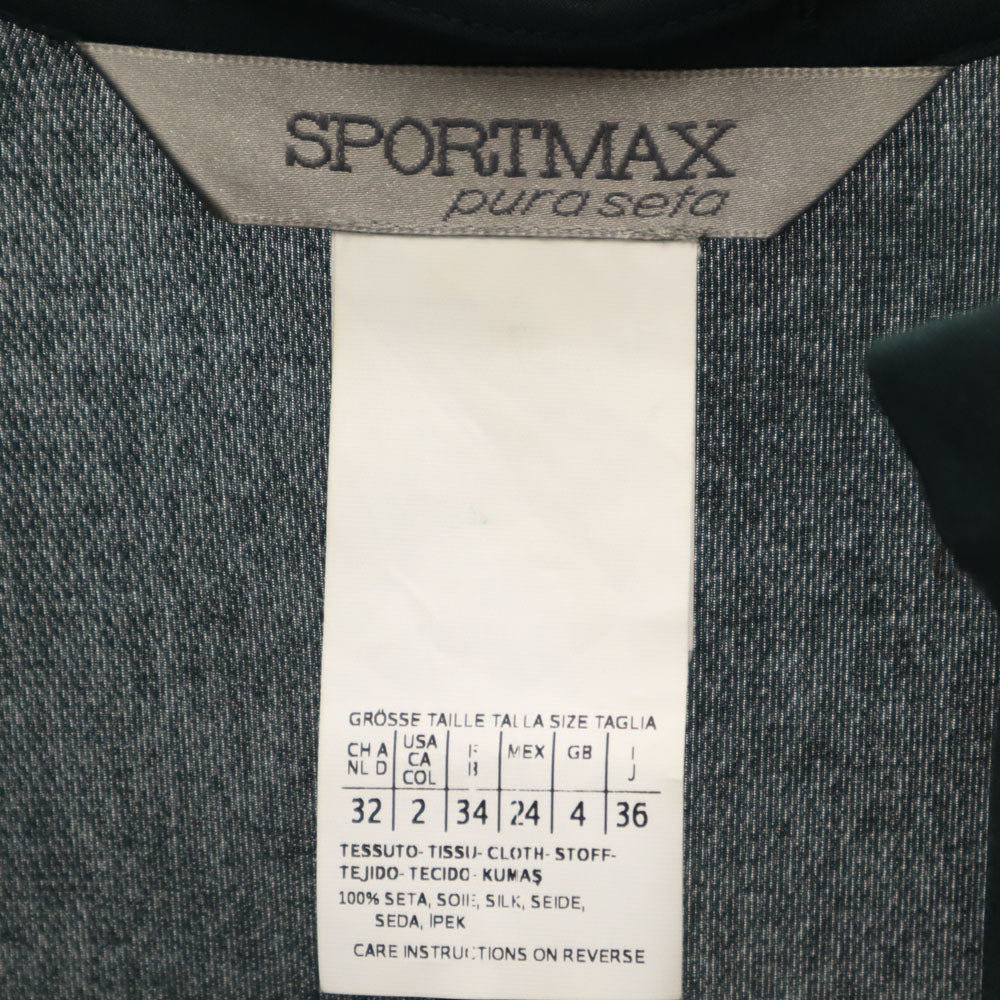 SPORTMAX
pura seta
GRÖSSE TAILLE TALLA SIZE TAGLIA
CH A NL D | USA CA COL | F B | MEX | GB | I J
32 | 2 | 34 | 24 | 4 | 36
TESSUTO- TISSU- CLOTH- STOFF-
TEJIDO- TECIDO- KUMAŞ
100% SETA, SOIE, SILK, SEIDE,
SEDA, İPEK
CARE INSTRUCTIONS ON REVERSE